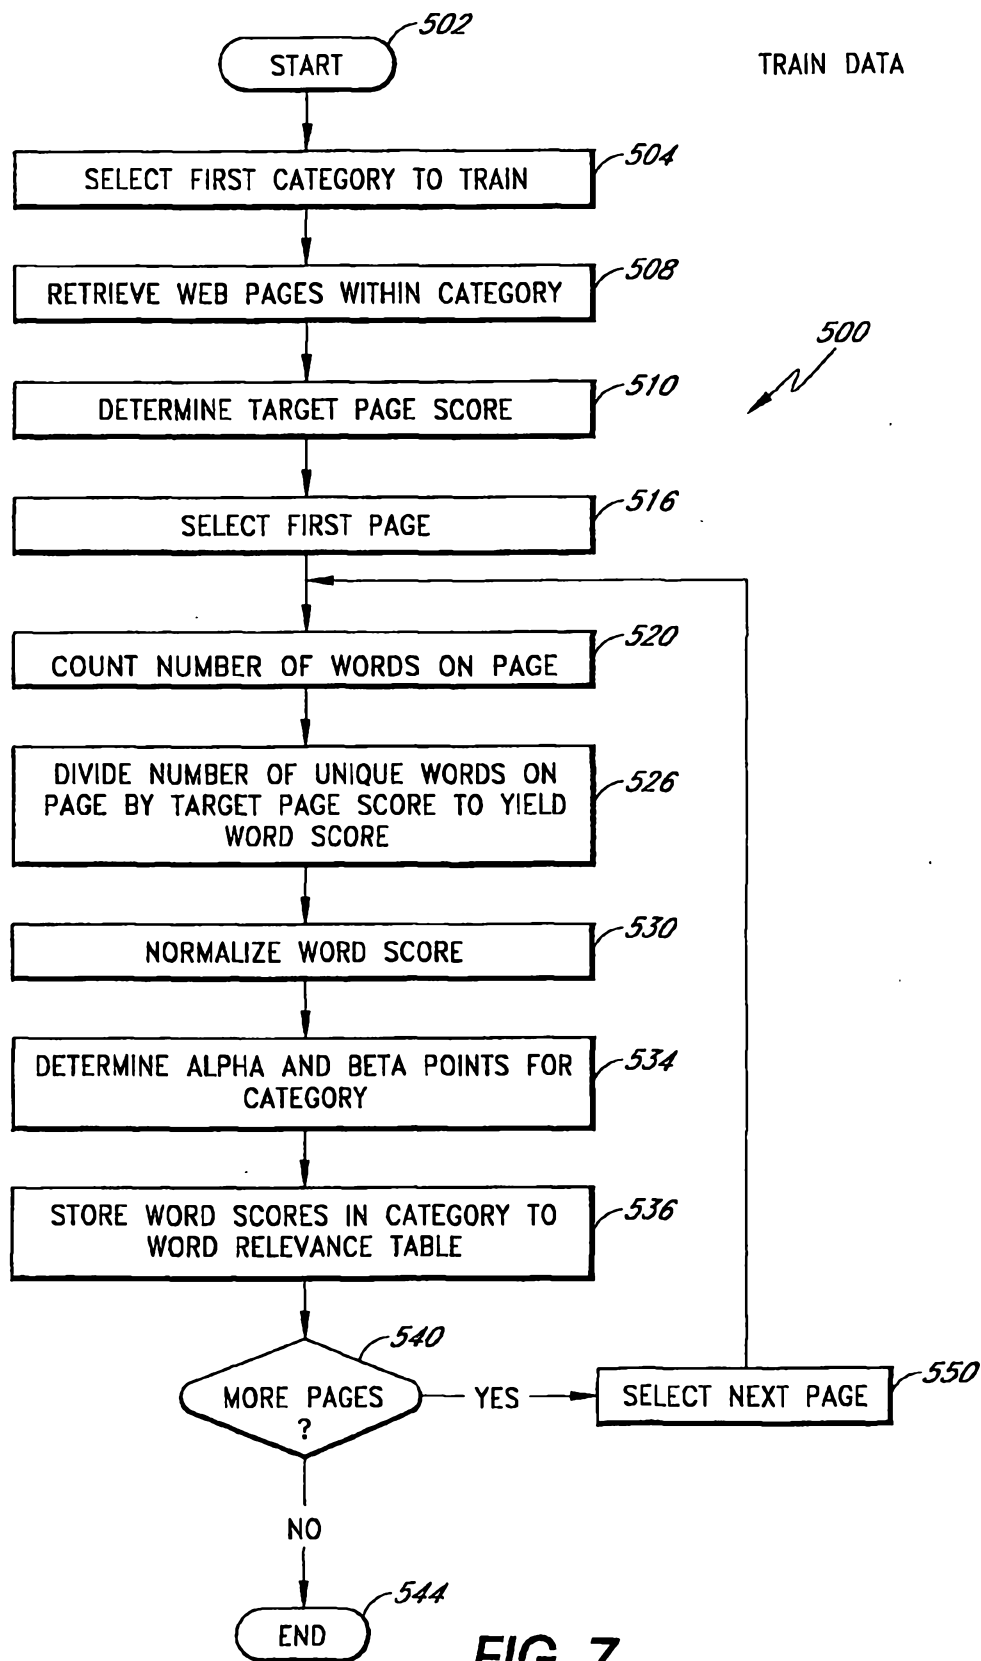 502
START
TRAIN DATA
504
SELECT FIRST CATEGORY TO TRAIN
508
RETRIEVE WEB PAGES WITHIN CATEGORY
500
510
DETERMINE TARGET PAGE SCORE
516
SELECT FIRST PAGE
520
COUNT NUMBER OF WORDS ON PAGE
DIVIDE NUMBER OF UNIQUE WORDS ON
PAGE BY TARGET PAGE SCORE TO YIELD
WORD SCORE
526
530
NORMALIZE WORD SCORE
DETERMINE ALPHA AND BETA POINTS FOR
CATEGORY
534
STORE WORD SCORES IN CATEGORY TO
WORD RELEVANCE TABLE
536
540
MORE PAGES
?
YES
SELECT NEXT PAGE
550
NO
544
END
FIG. 7